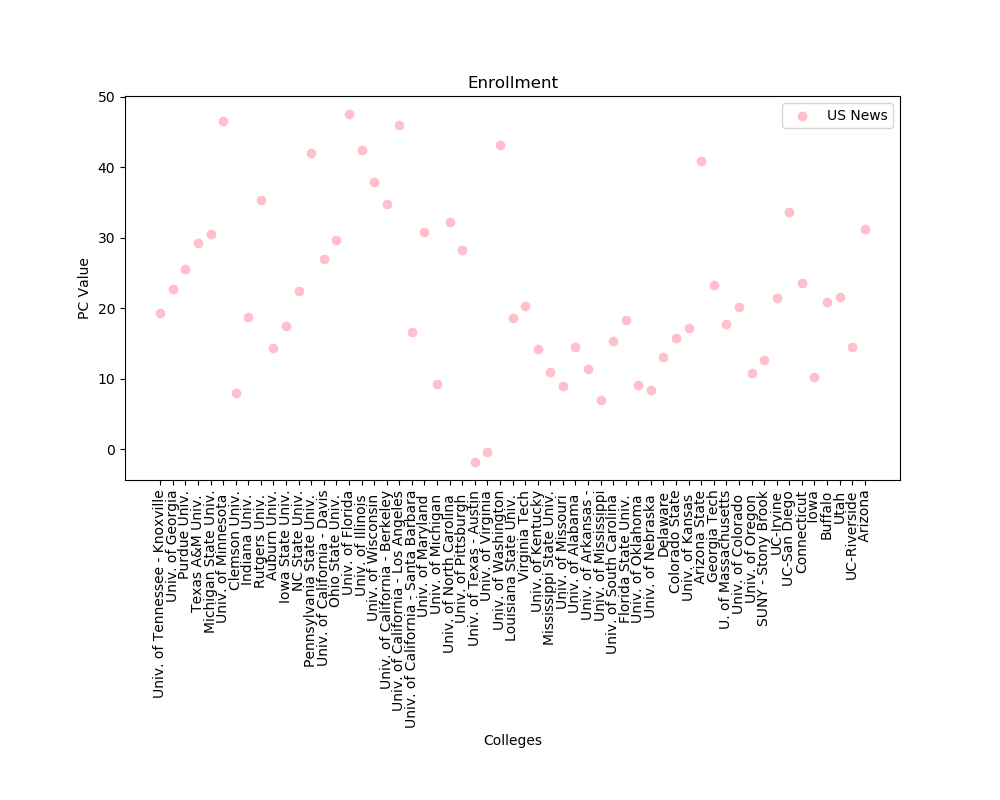 Enrollment
US News
PC Value
50
40
30
20
10
0
Univ. of Tennessee - Knoxville
Univ. of Georgia
Purdue Univ.
Texas A&M Univ.
Michigan State Univ.
Univ. of Minnesota
Clemson Univ.
Indiana Univ.
Rutgers Univ.
Auburn Univ.
Iowa State Univ.
NC State Univ.
Pennsylvania State Univ.
Univ. of California - Davis
Ohio State Univ.
Univ. of Florida
Univ. of Illinois
Univ. of Wisconsin
Univ. of California - Berkeley
Univ. of California - Los Angeles
Univ. of California - Santa Barbara
Univ. of Maryland
Univ. of Michigan
Univ. of North Carolina
Univ. of Pittsburgh
Univ. of Texas - Austin
Univ. of Virginia
Univ. of Washington
Louisiana State Univ.
Virginia Tech
Univ. of Kentucky
Mississippi State Univ.
Univ. of Missouri
Univ. of Alabama
Univ. of Arkansas -
Univ. of Mississippi
Univ. of South Carolina
Florida State Univ.
Univ. of Oklahoma
Univ. of Nebraska
Delaware
Colorado State
Univ. of Kansas
Arizona State
Georgia Tech
U. of Massachusetts
Univ. of Colorado
Univ. of Oregon
SUNY - Stony Brook
UC-Irvine
UC-San Diego
Connecticut
Iowa
Buffalo
Utah
UC-Riverside
Arizona
Colleges